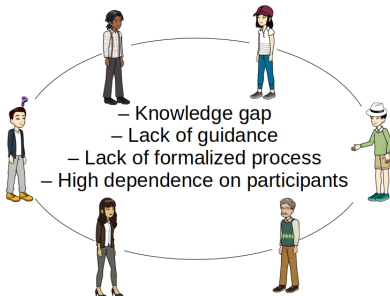 ?
– Knowledge gap
– Lack of guidance
– Lack of formalized process
– High dependence on participants